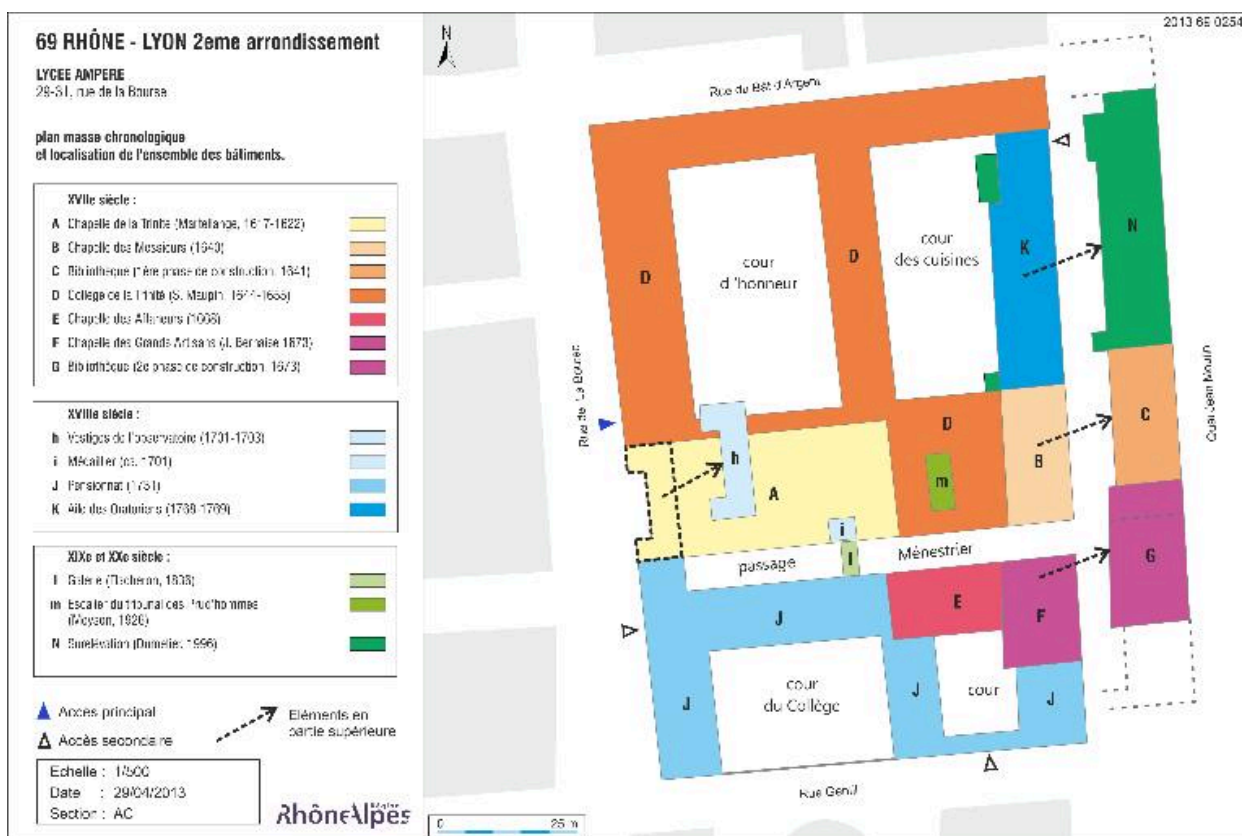 69 RHÔNE - LYON 2eme arrondissement
LYCEE AMPERE
29-31, rue de la Bourse
plan masse chronologique
et localisation de l'ensemble des bâtiments.
XVIIe siècle :
A Chapelle de la Trinité (Martellange, 1617-1622)
B Chapelle des Messieurs (1640)
C Bibliothèque (1ère phase de construction, 1641)
D Collège de la Trinité (S. Maupin, 1644-1655)
E Chapelle des Affaneurs (1668)
F Chapelle des Grands Artisans (J. Bernaise 1673)
G Bibliothèque (2e phase de construction, 1673)
XVIIIe siècle :
h Vestiges de l'observatoire (1701-1703)
i Médaillier (ca. 1701)
J Pensionnat (1731)
K Aile des Oratoriens (1768-1769)
XIXe et XXe siècle :
l Galerie (Flacheron, 1836)
m Escalier du tribunal des Prud'hommes
(Meyson, 1926)
N Surélévation (Dumetier, 1996)
Accès principal
Accès secondaire
Eléments en
partie supérieure
Echelle : 1/500
Date : 29/04/2013
Section : AC
RhôneAlpes
2013 69 0254
N
Rue du Bât d'Argent
D
cour
d'honneur
D
cour
des cuisines
K
N
Rue de la Bourse
Quai Jean Moulin
h
A
D
m
B
C
i
l
passage
Ménestrier
G
J
E
F
J
cour
du Collège
J
cour
J
Rue Gentil
0
25 m